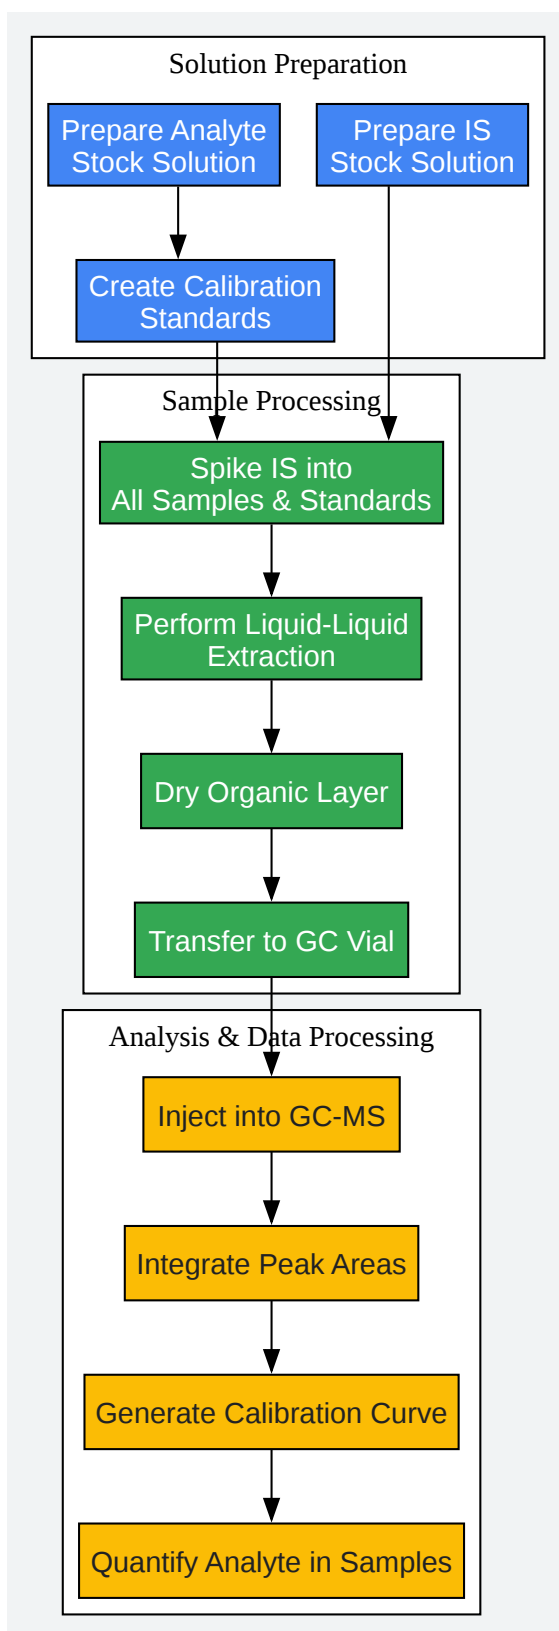 Solution Preparation
Prepare Analyte
Stock Solution
Prepare IS
Stock Solution
Create Calibration
Standards
Sample Processing
Spike IS into
All Samples & Standards
Perform Liquid-Liquid
Extraction
Dry Organic Layer
Transfer to GC Vial
Analysis & Data Processing
Inject into GC-MS
Integrate Peak Areas
Generate Calibration Curve
Quantify Analyte in Samples